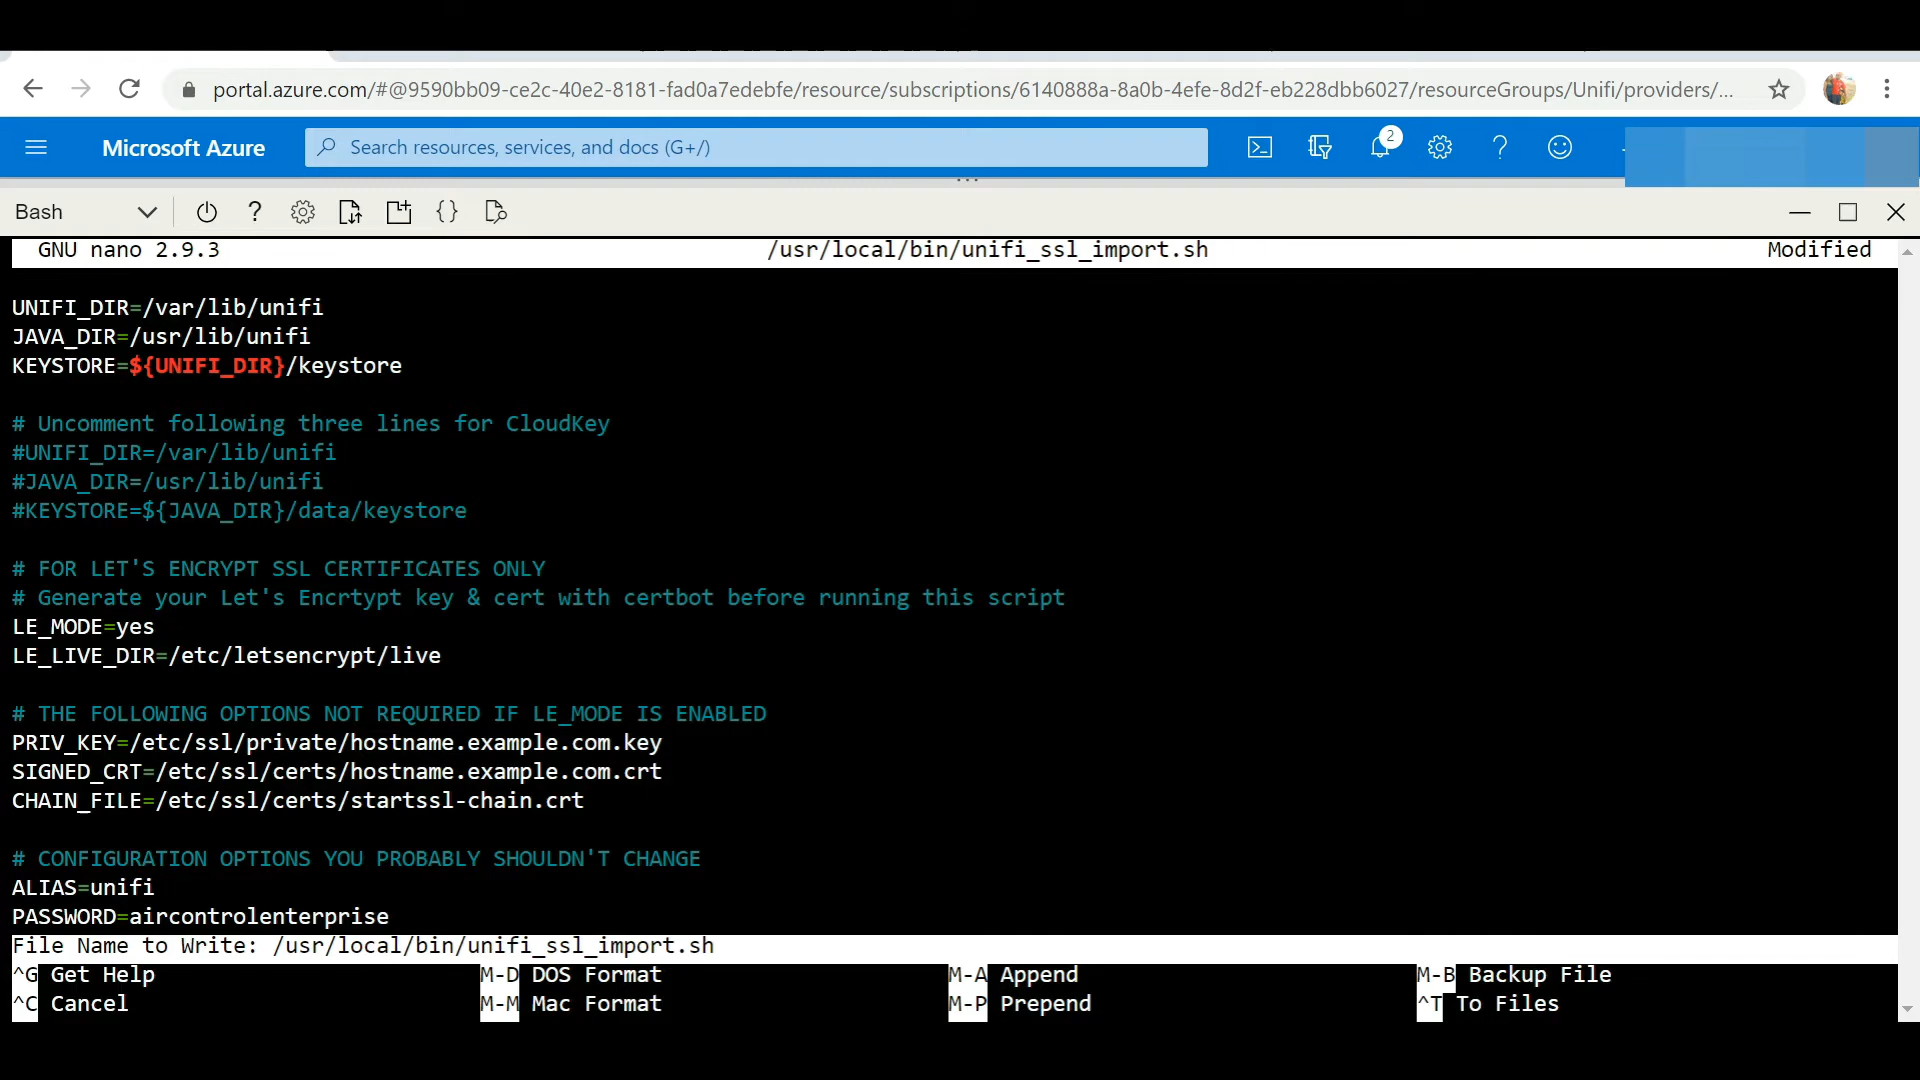 portal.azure.com/#@9590bb09-ce2c-40e2-8181-fad0a7edebfe/resource/subscriptions/6140888a-8a0b-4efe-8d2f-eb228dbb6027/resourceGroups/Unifi/providers/...
Microsoft Azure
Search resources, services, and docs (G+/)
2
Bash
GNU nano 2.9.3 /usr/local/bin/unifi_ssl_import.sh Modified
UNIFI_DIR=/var/lib/unifi
JAVA_DIR=/usr/lib/unifi
KEYSTORE=${UNIFI_DIR}/keystore
# Uncomment following three lines for CloudKey
#UNIFI_DIR=/var/lib/unifi
#JAVA_DIR=/usr/lib/unifi
#KEYSTORE=${JAVA_DIR}/data/keystore
# FOR LET'S ENCRYPT SSL CERTIFICATES ONLY
# Generate your Let's Encrtypt key & cert with certbot before running this script
LE_MODE=yes
LE_LIVE_DIR=/etc/letsencrypt/live
# THE FOLLOWING OPTIONS NOT REQUIRED IF LE_MODE IS ENABLED
PRIV_KEY=/etc/ssl/private/hostname.example.com.key
SIGNED_CRT=/etc/ssl/certs/hostname.example.com.crt
CHAIN_FILE=/etc/ssl/certs/startssl-chain.crt
# CONFIGURATION OPTIONS YOU PROBABLY SHOULDN'T CHANGE
ALIAS=unifi
PASSWORD=aircontrolenterprise
File Name to Write: /usr/local/bin/unifi_ssl_import.sh
^G Get Help M-D DOS Format M-A Append M-B Backup File
^C Cancel M-M Mac Format M-P Prepend ^T To Files